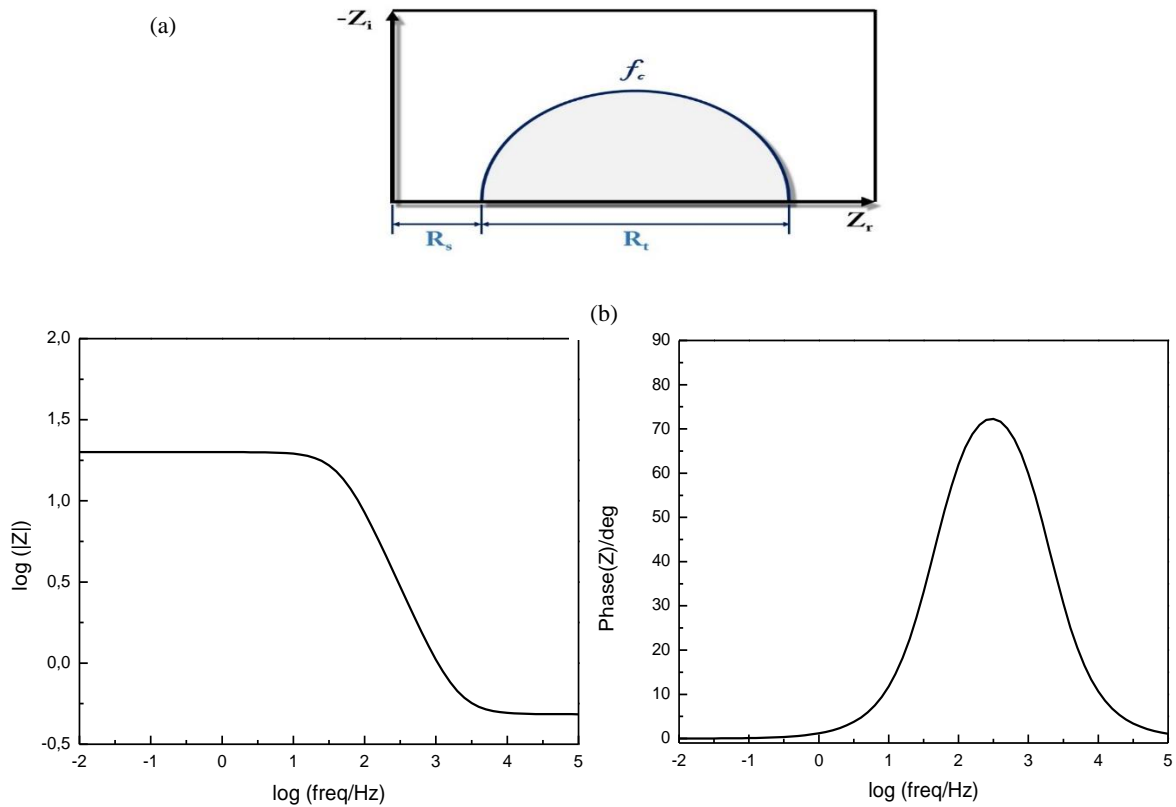 (a)
-Zi
fc
Zr
Rs
Rt
(b)
2,0
1,5
1,0
0,5
0,0
-0,5
log (|Z|)
-2 -1 0 1 2 3 4 5
log (freq/Hz)
90
80
70
60
50
40
30
20
10
0
Phase(Z)/deg
-2 -1 0 1 2 3 4 5
log (freq/Hz)